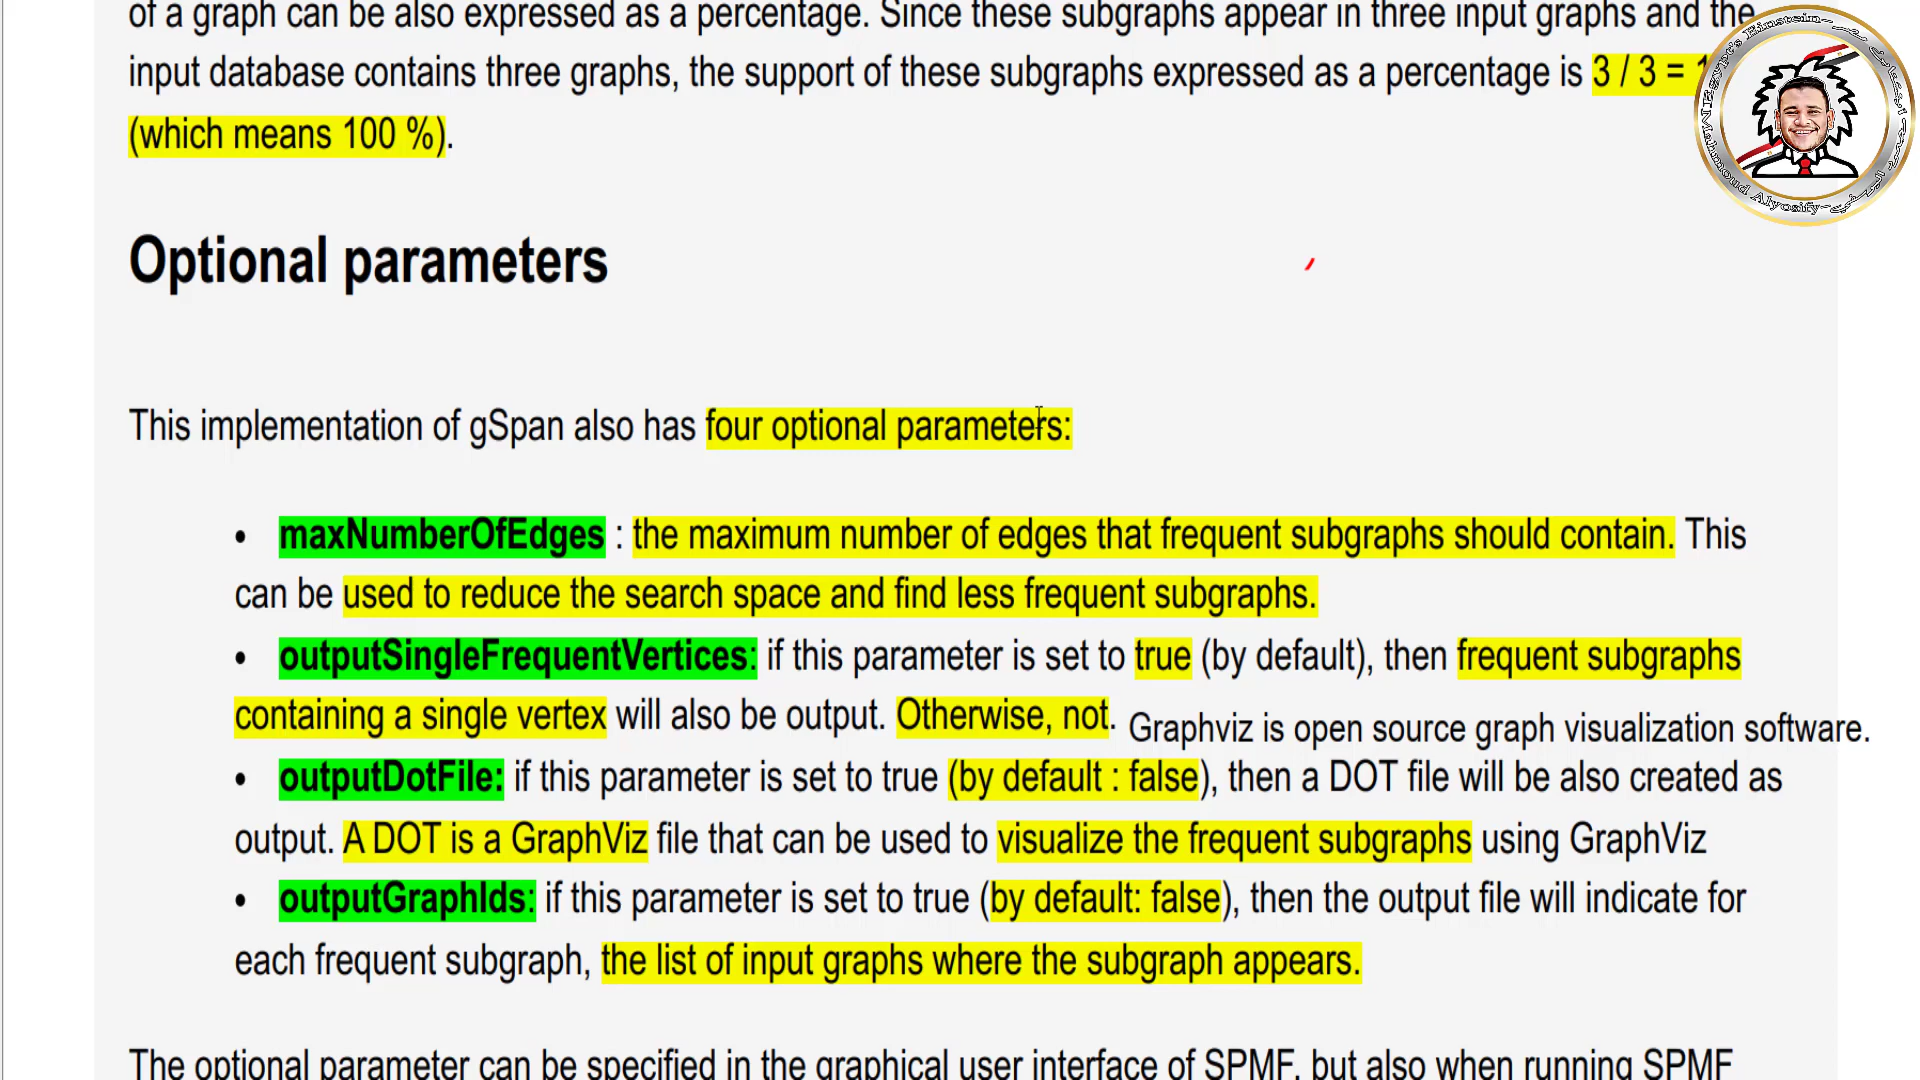 of a graph can be also expressed as a percentage. Since these subgraphs appear in three input graphs and the
input database contains three graphs, the support of these subgraphs expressed as a percentage is 3 / 3 =
(which means 100 %).
Optional parameters
This implementation of gSpan also has four optional parameters:
• maxNumberOfEdges : the maximum number of edges that frequent subgraphs should contain. This
can be used to reduce the search space and find less frequent subgraphs.
• outputSingleFrequentVertices: if this parameter is set to true (by default), then frequent subgraphs
containing a single vertex will also be output. Otherwise, not.
Graphviz is open source graph visualization software.
• outputDotFile: if this parameter is set to true (by default : false), then a DOT file will be also created as
output. A DOT is a GraphViz file that can be used to visualize the frequent subgraphs using GraphViz
• outputGraphIds: if this parameter is set to true (by default: false), then the output file will indicate for
each frequent subgraph, the list of input graphs where the subgraph appears.
The optional parameter can be specified in the graphical user interface of SPMF, but also when running SPMF
Egypt's Einstein
Mahmoud Alyosify